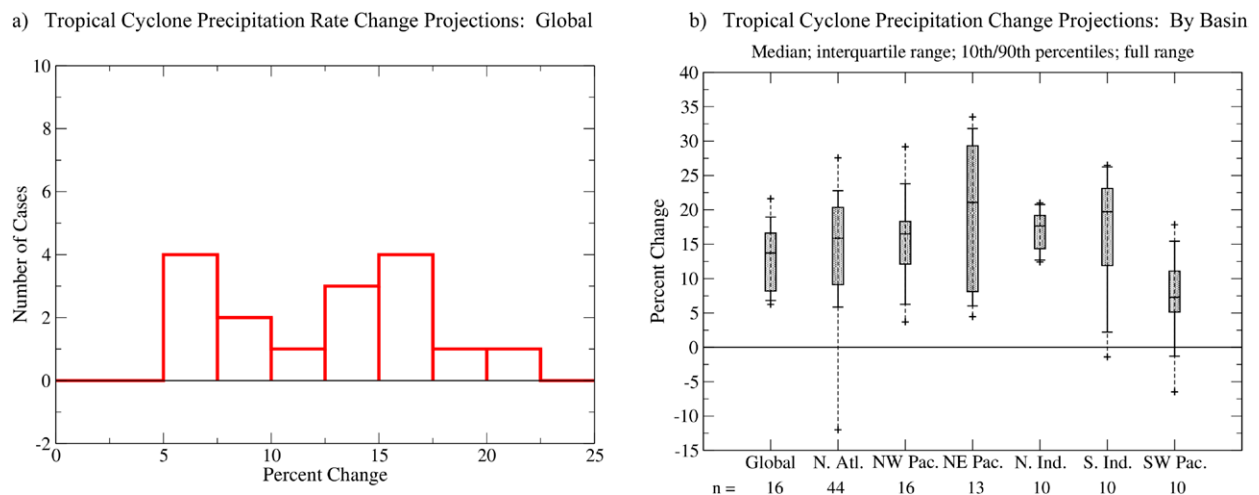 a) Tropical Cyclone Precipitation Rate Change Projections: Global
10
8
6
4
2
0
-2
Number of Cases
0 5 10 15 20 25
Percent Change
b) Tropical Cyclone Precipitation Change Projections: By Basin
Median; interquartile range; 10th/90th percentiles; full range
40
35
30
25
20
15
10
5
0
-5
-10
-15
Percent Change
Global N. Atl. NW Pac. NE Pac. N. Ind. S. Ind. SW Pac.
n = 16 44 16 13 10 10 10